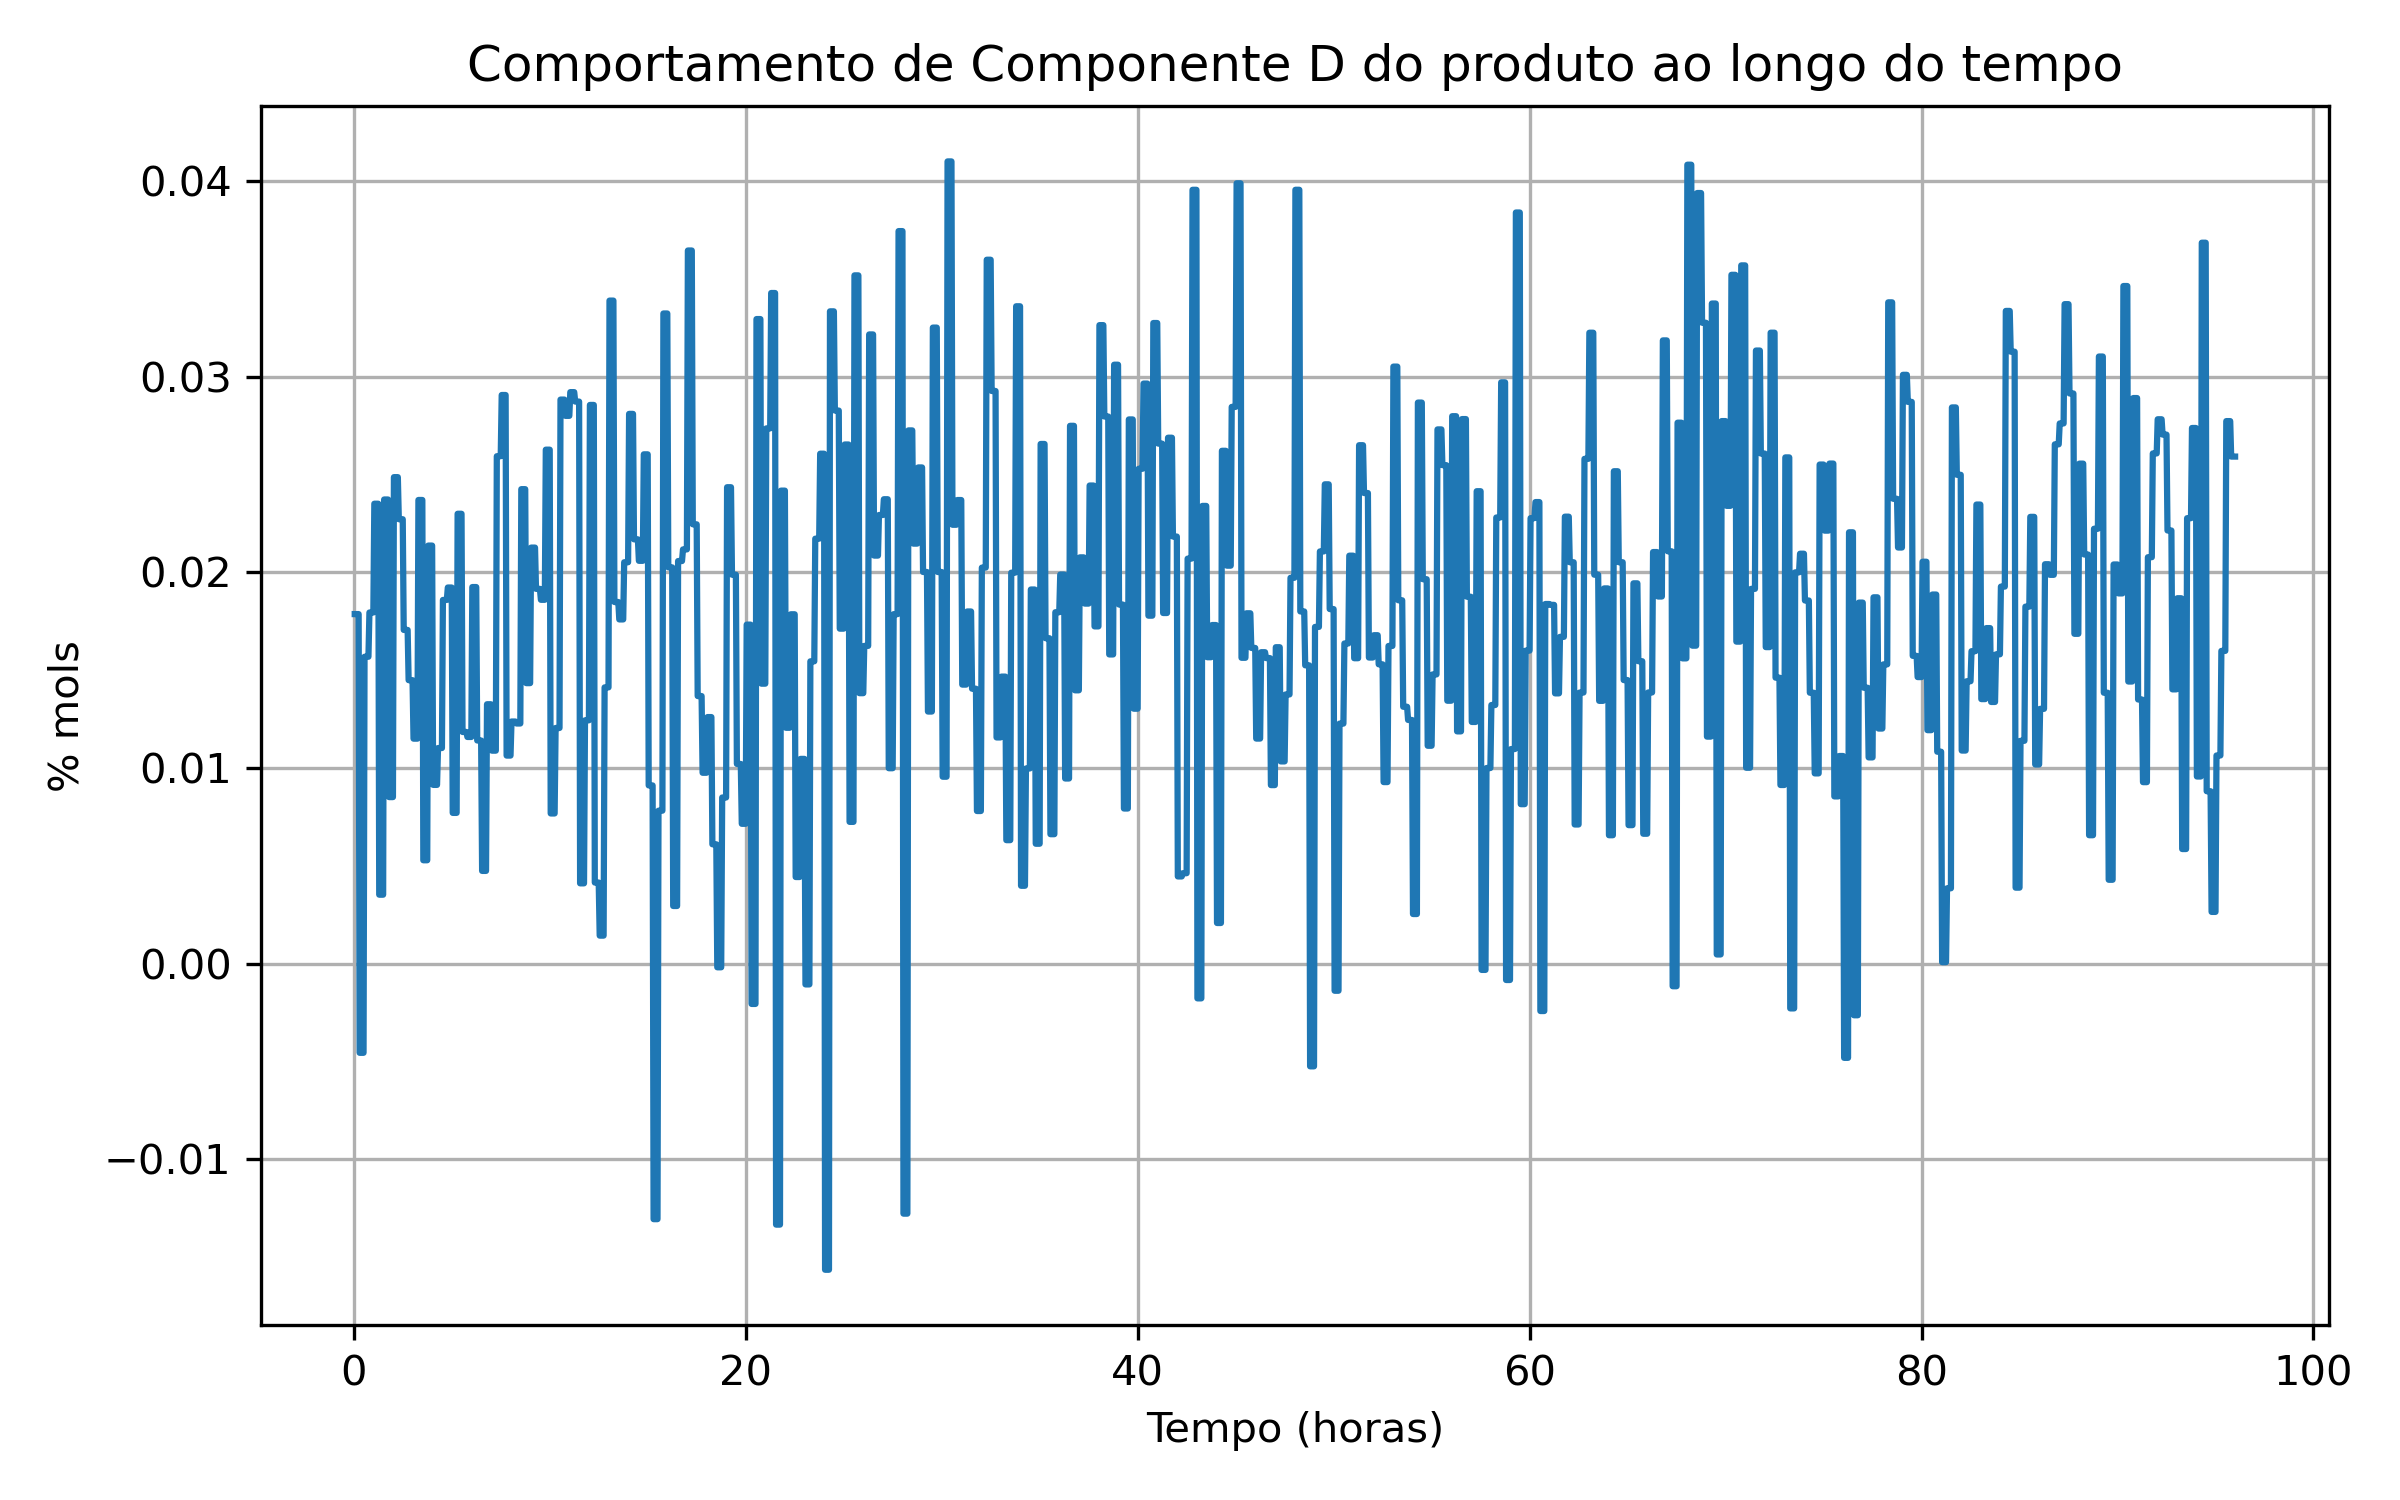 Comportamento de Componente D do produto ao longo do tempo
% mols
0.04
0.03
0.02
0.01
0.00
−0.01
0 20 40 60 80 100
Tempo (horas)